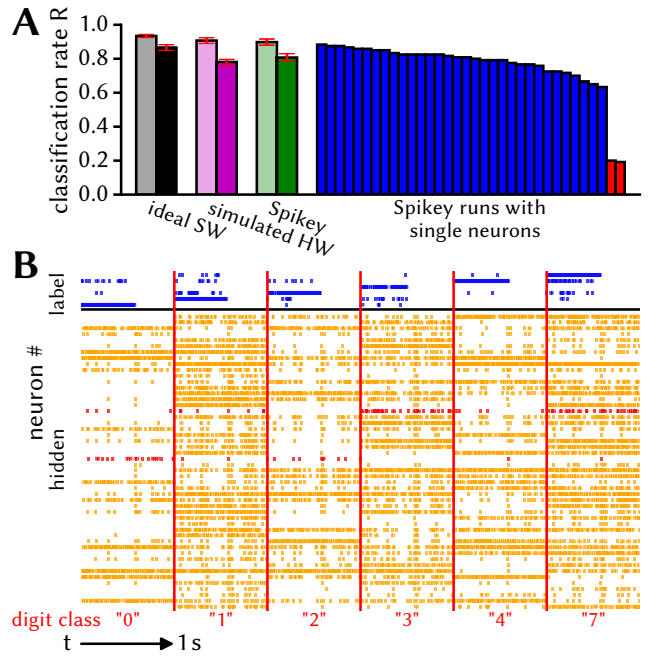 A
classification rate R
1.0
0.8
0.6
0.4
0.2
0.0
ideal SW
simulated HW
Spikey
Spikey runs with
single neurons
B
label
neuron #
hidden
digit class "0" "1" "2" "3" "4" "7"
t 1s